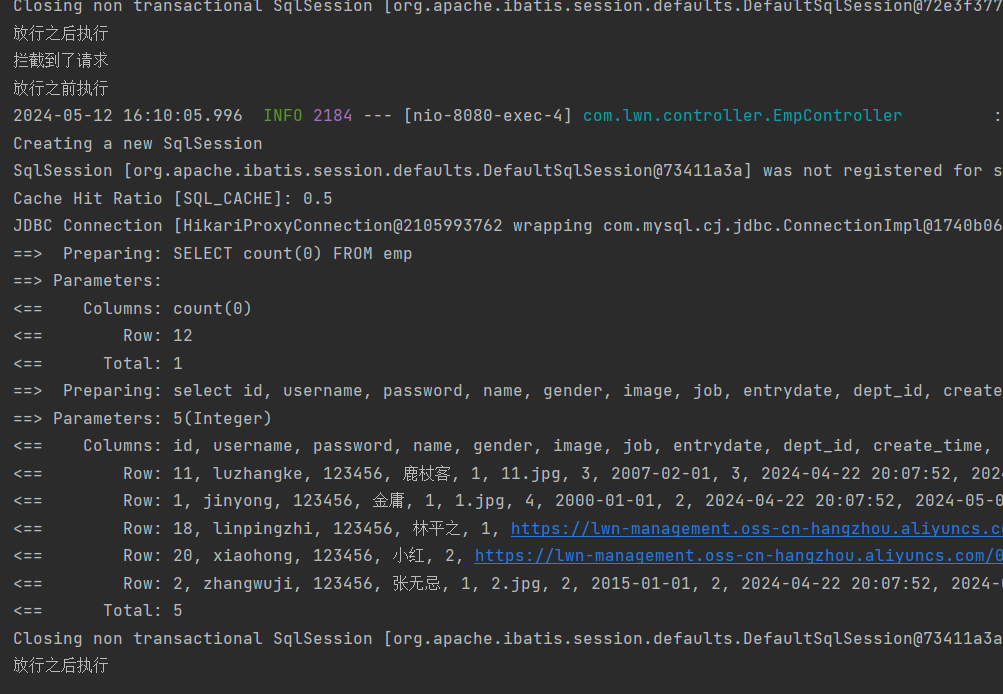 Closing non transactional SqlSession [org.apache.ibatis.session.defaults.DefaultSqlSession@72e3f377
放行之后执行
拦截到了请求
放行之前执行
2024-05-12 16:10:05.996  INFO 2184 --- [nio-8080-exec-4] com.lwn.controller.EmpController         :
Creating a new SqlSession
SqlSession [org.apache.ibatis.session.defaults.DefaultSqlSession@73411a3a] was not registered for s
Cache Hit Ratio [SQL_CACHE]: 0.5
JDBC Connection [HikariProxyConnection@2105993762 wrapping com.mysql.cj.jdbc.ConnectionImpl@1740b06
==>  Preparing: SELECT count(0) FROM emp
==> Parameters:
<==    Columns: count(0)
<==        Row: 12
<==      Total: 1
==>  Preparing: select id, username, password, name, gender, image, job, entrydate, dept_id, create
==> Parameters: 5(Integer)
<==    Columns: id, username, password, name, gender, image, job, entrydate, dept_id, create_time,
<==        Row: 11, luzhangke, 123456, 鹿杖客, 1, 11.jpg, 3, 2007-02-01, 3, 2024-04-22 20:07:52, 202
<==        Row: 1, jinyong, 123456, 金庸, 1, 1.jpg, 4, 2000-01-01, 2, 2024-04-22 20:07:52, 2024-05-0
<==        Row: 18, linpingzhi, 123456, 林平之, 1, https://lwn-management.oss-cn-hangzhou.aliyuncs.co
<==        Row: 20, xiaohong, 123456, 小红, 2, https://lwn-management.oss-cn-hangzhou.aliyuncs.com/0
<==        Row: 2, zhangwuji, 123456, 张无忌, 1, 2.jpg, 2, 2015-01-01, 2, 2024-04-22 20:07:52, 2024-
<==      Total: 5
Closing non transactional SqlSession [org.apache.ibatis.session.defaults.DefaultSqlSession@73411a3a
放行之后执行